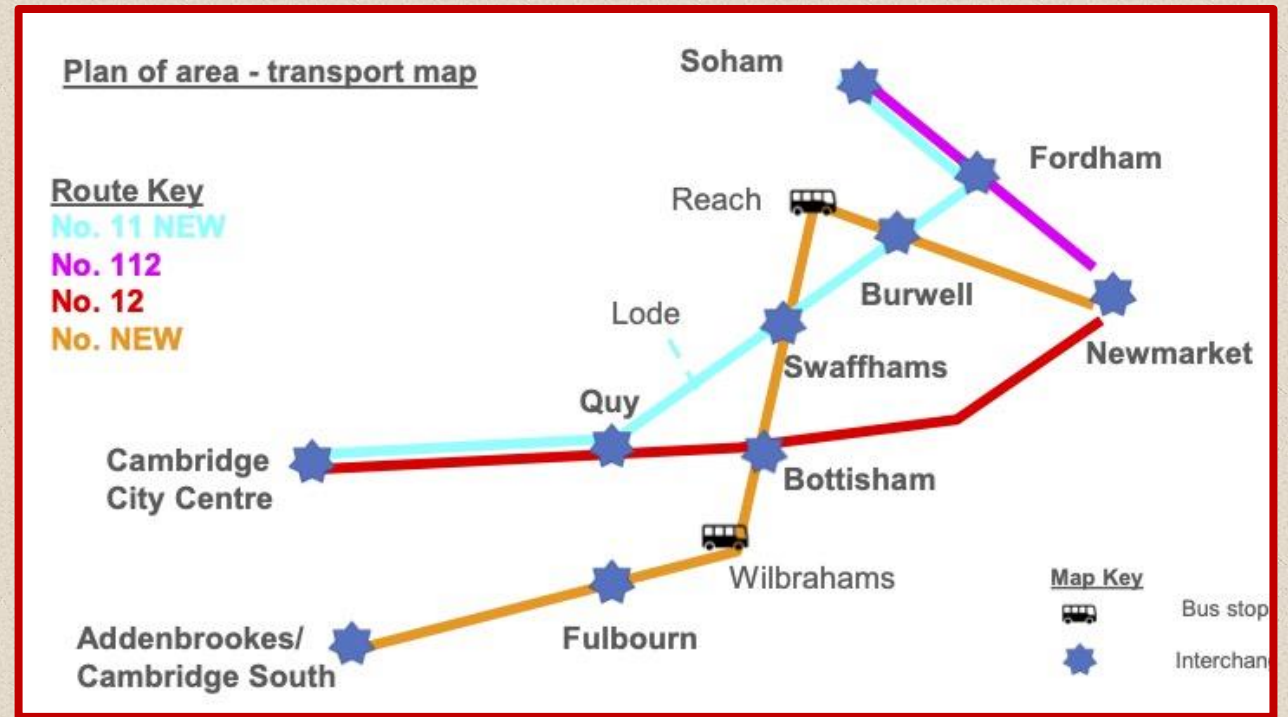 Plan of area - transport map
Soham
Fordham
Route Key
No. 11 NEW
No. 112
No. 12
No. NEW
Reach
Burwell
Lode
Swaffhams
Newmarket
Quy
Cambridge
City Centre
Bottisham
Wilbrahams
Map Key
Bus stop
Interchan
Fulbourn
Addenbrookes/
Cambridge South